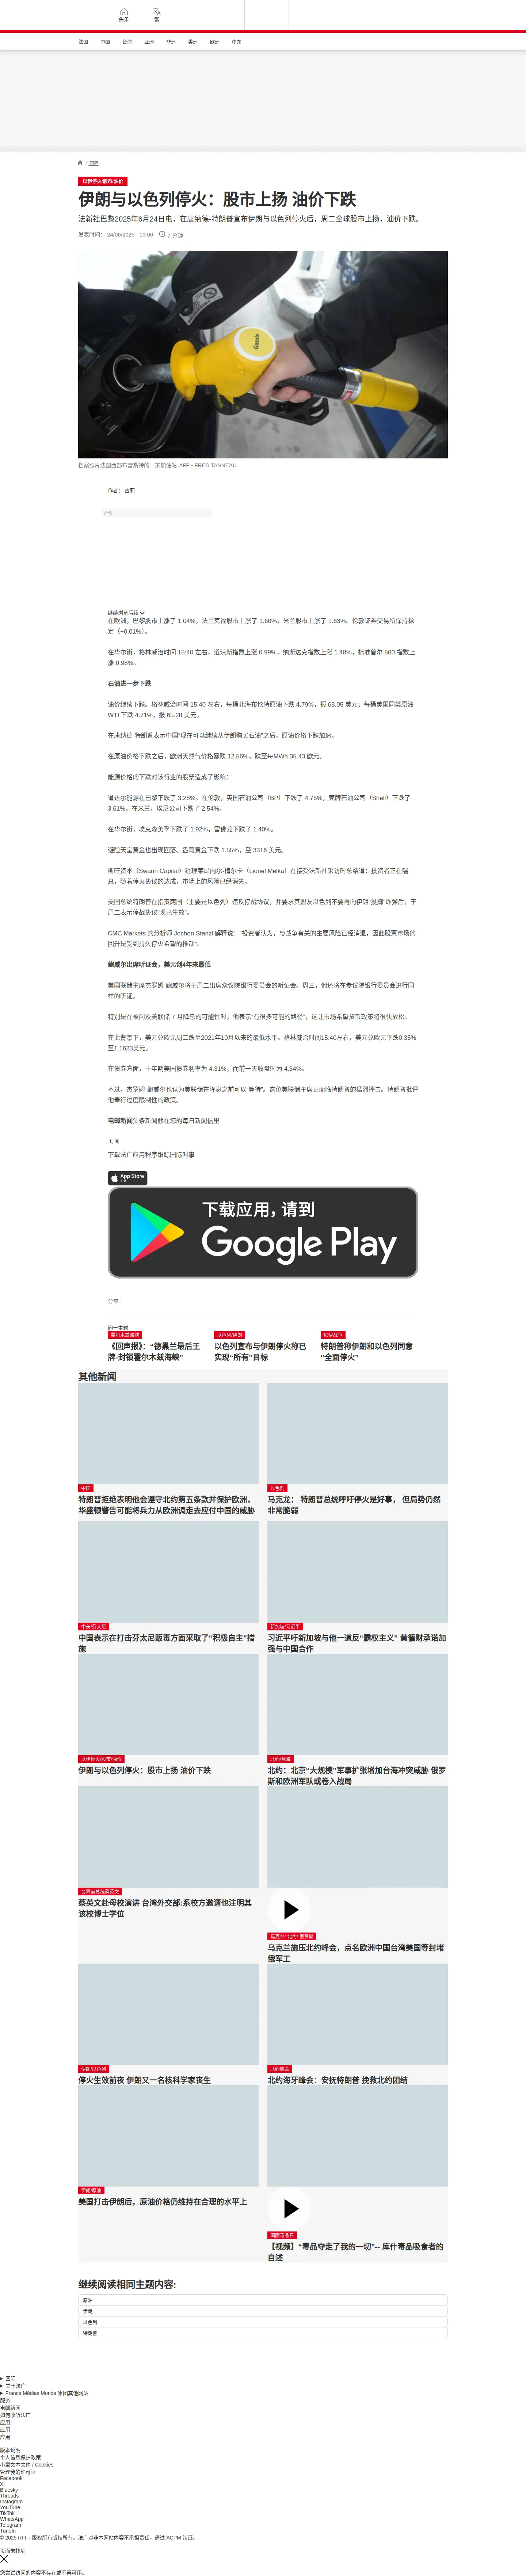 头条
繁
法国
中国
台海
亚洲
非洲
美洲
欧洲
中东
/ 国际
以伊停火/股市/油价
伊朗与以色列停火：股市上扬 油价下跌
法新社巴黎2025年6月24日电，在唐纳德-特朗普宣布伊朗与以色列停火后，周二全球股市上扬，油价下跌。
发表时间： 24/06/2025 - 19:06
7 分钟
Gazole
档案照片法国西部布雷斯特的一家加油站 AFP - FRED TANNEAU
作者： 古莉
广告
继续浏览后续
在欧洲，巴黎股市上涨了 1.04%，法兰克福股市上涨了 1.60%，米兰股市上涨了 1.63%。伦敦证券交易所保持稳
定（+0.01%）。
在华尔街，格林威治时间 15:40 左右，道琼斯指数上涨 0.99%，纳斯达克指数上涨 1.40%，标准普尔 500 指数上
涨 0.98%。
石油进一步下跌
油价继续下跌。格林威治时间 15:40 左右，每桶北海布伦特原油下跌 4.79%，报 68.05 美元；每桶美国同类原油
WTI 下跌 4.71%，报 65.28 美元。
在唐纳德-特朗普表示中国“现在可以继续从伊朗购买石油”之后，原油价格下跌加速。
在原油价格下跌之后，欧洲天然气价格暴跌 12.56%，跌至每MWh 35.43 欧元。
能源价格的下跌对该行业的股票造成了影响：
道达尔能源在巴黎下跌了 3.28%。在伦敦，英国石油公司（BP）下跌了 4.75%，壳牌石油公司（Shell）下跌了
3.61%。在米兰，埃尼公司下跌了 2.54%。
在华尔街，埃克森美孚下跌了 1.92%，雪佛龙下跌了 1.40%。
避险天堂黄金也出现回落。盎司黄金下跌 1.55%，至 3316 美元。
斯旺资本（Swann Capital）经理莱昂内尔-梅尔卡（Lionel Melka）在接受法新社采访时总结道：投资者正在喘
息，随着停火协议的达成，市场上的风险已经消失。
美国总统特朗普在指责两国（主要是以色列）违反停战协议，并要求其盟友以色列不要再向伊朗“投掷”炸弹后，于
周二表示停战协议“现已生效”。
CMC Markets 的分析师 Jochen Stanzl 解释说：“投资者认为，与战争有关的主要风险已经消退，因此股票市场的
回升是受到持久停火希望的推动”。
鲍威尔出席听证会，美元创4年来最低
美国联储主席杰罗姆-鲍威尔将于周二出席众议院银行委员会的听证会。周三，他还将在参议院银行委员会进行同
样的听证。
特别是在被问及美联储 7 月降息的可能性时，他表示“有很多可能的路径”，这让市场希望货币政策将很快放松。
在此背景下，美元兑欧元周二跌至2021年10月以来的最低水平。格林威治时间15:40左右，美元兑欧元下跌0.35%
至1.1623美元。
在债券方面，十年期美国债券利率为 4.31%，而前一天收盘时为 4.34%。
不过，杰罗姆·鲍威尔也认为美联储在降息之前可以“等待”。这位美联储主席正面临特朗普的猛烈抨击。特朗普批评
他奉行过度限制性的政策。
电邮新闻头条新闻就在您的每日新闻信里
订阅
下载法广应用程序跟踪国际时事
App Store
下载应用，请到
Google Play
分享 :
同一主题
霍尔木兹海峡
《回声报》：“德黑兰最后王
牌-封锁霍尔木兹海峡”
以色列/伊朗
以色列宣布与伊朗停火称已
实现“所有”目标
以伊战争
特朗普称伊朗和以色列同意
“全面停火”
其他新闻
中国
特朗普拒绝表明他会遵守北约第五条款并保护欧洲，
华盛顿警告可能将兵力从欧洲调走去应付中国的威胁
以色列
马克龙： 特朗普总统呼吁停火是好事， 但局势仍然
非常脆弱
中美/芬太尼
中国表示在打击芬太尼贩毒方面采取了“积极自主”措
施
新加坡/习近平
习近平吁新加坡与他一道反“霸权主义” 黄循财承诺加
强与中国合作
以伊停火/股市/油价
伊朗与以色列停火：股市上扬 油价下跌
北约/台海
北约：北京“大规模”军事扩张增加台海冲突威胁 俄罗
斯和欧洲军队或卷入战局
台湾前总统蔡英文
蔡英文赴母校演讲 台湾外交部:系校方邀请也注明其
该校博士学位
乌克兰/ 北约/ 俄罗斯
乌克兰施压北约峰会，点名欧洲中国台湾美国等封堵
俄军工
伊朗/以色列
停火生效前夜 伊朗又一名核科学家丧生
北约峰会
北约海牙峰会：安抚特朗普 挽救北约团结
伊朗/原油
美国打击伊朗后，原油价格仍维持在合理的水平上
国际毒品日
【视频】“毒品夺走了我的一切”-- 库什毒品吸食者的
自述
继续阅读相同主题内容:
原油
伊朗
以色列
特朗普
国际
关于法广
France Médias Monde 集团其他网站
服务
电邮新闻
如何收听法广
应用
应用
应用
版本说明
个人信息保护政策
小型文本文件 / Cookies
管理我的许可证
Facebook
X
Bluesky
Threads
Instagram
YouTube
TikTok
WhatsApp
Telegram
TuneIn
© 2025 RFI – 版权所有版权所有。法广对非本网站内容不承担责任。通过 ACPM 认证。
页面未找到
您尝试访问的内容不存在或不再可用。